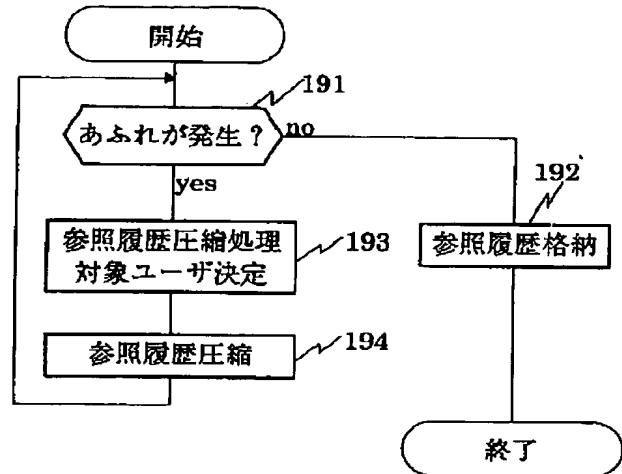 開始
191
あふれが発生?
no
yes
192
参照履歴圧縮処理
対象ユーザ決定
193
参照履歴格納
参照履歴圧縮
194
終了